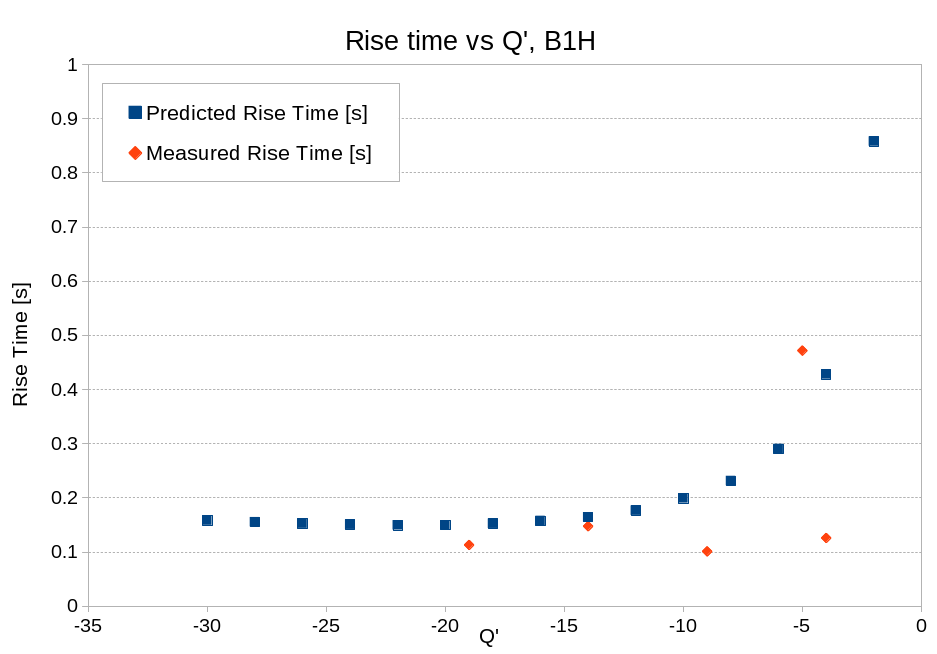 Rise time vs Q', B1H
Predicted Rise Time [s]
Measured Rise Time [s]
Rise Time [s]
1
0.9
0.8
0.7
0.6
0.5
0.4
0.3
0.2
0.1
0
-35 -30 -25 -20 -15 -10 -5 0
Q'